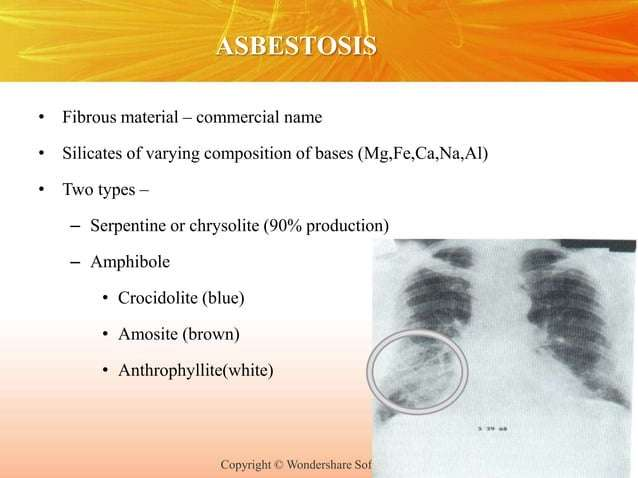 ASBESTOSIS
• Fibrous material – commercial name
• Silicates of varying composition of bases (Mg,Fe,Ca,Na,Al)
• Two types –
– Serpentine or chrysolite (90% production)
– Amphibole
• Crocidolite (blue)
• Amosite (brown)
• Anthrophyllite(white)
Copyright © Wondershare Sof